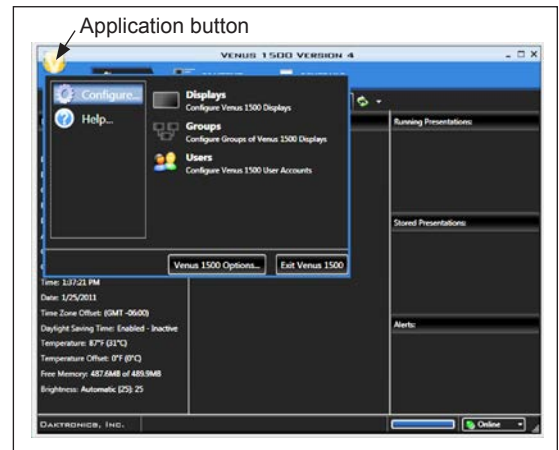 Application button
VENUS 1500 VERSION 4
Configure...
Help...
Displays
Configure Venus 1500 Displays
Groups
Configure Groups of Venus 1500 Displays
Users
Configure Venus 1500 User Accounts
Venus 1500 Options...
Exit Venus 1500
Running Presentations:
Stored Presentations:
Alerts:
Time: 1:37:21 PM
Date: 1/25/2011
Time Zone Offset: (GMT -06:00)
Daylight Saving Time: Enabled - Inactive
Temperature: 87°F (31°C)
Temperature Offset: 0°F (0°C)
Free Memory: 487.6MB of 489.9MB
Brightness: Automatic (25): 25
DAKTRONICS, INC.
Online